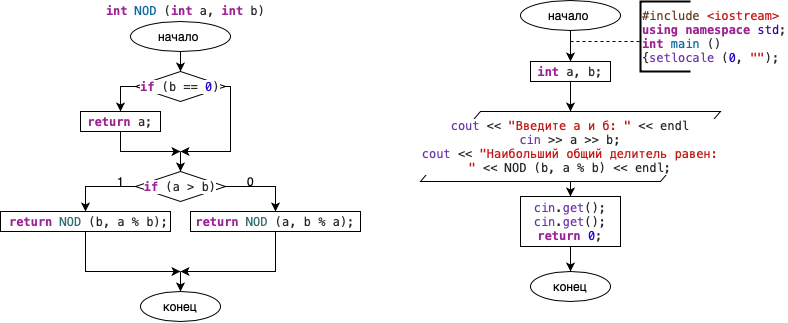 int NOD (int a, int b)
начало
if (b == 0)
return a;
if (a > b)
1
0
return NOD (b, a % b);
return NOD (a, b % a);
конец
начало
#include <iostream>
using namespace std;
int main ()
{setlocale (0, "");
int a, b;
cout << "Введите a и б: " << endl
cin >> a >> b;
cout << "Наибольший общий делитель равен:
" << NOD (b, a % b) << endl;
cin.get();
cin.get();
return 0;
конец